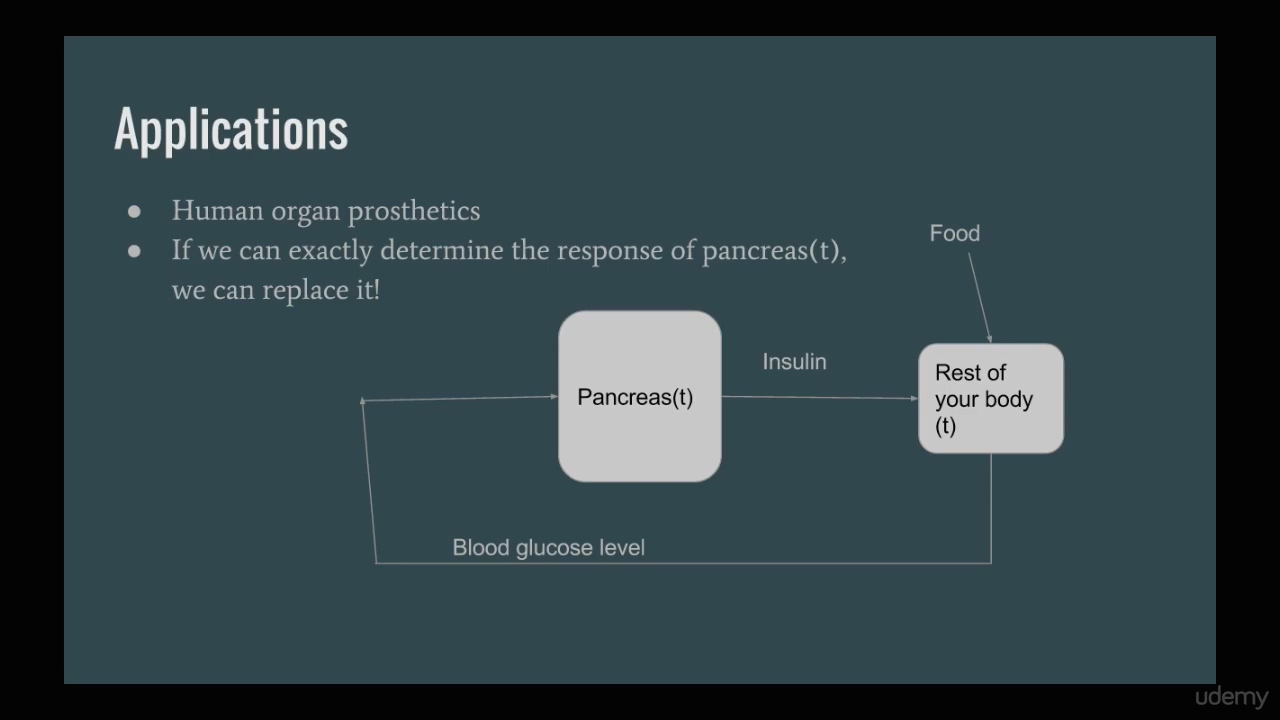 Applications
● Human organ prosthetics
● If we can exactly determine the response of pancreas(t),
we can replace it!
Food
Insulin
Pancreas(t)
Rest of
your body
(t)
Blood glucose level
udemy